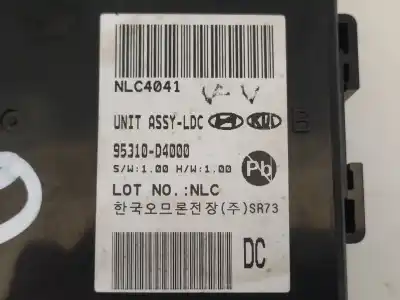 NLC4041
UNIT ASSY-LDC
KIA
95310-D4000
S/W:1.00 H/W:1.00
Pb
LOT NO.:NLC
한국오므론전장(주)SR73
DC
B